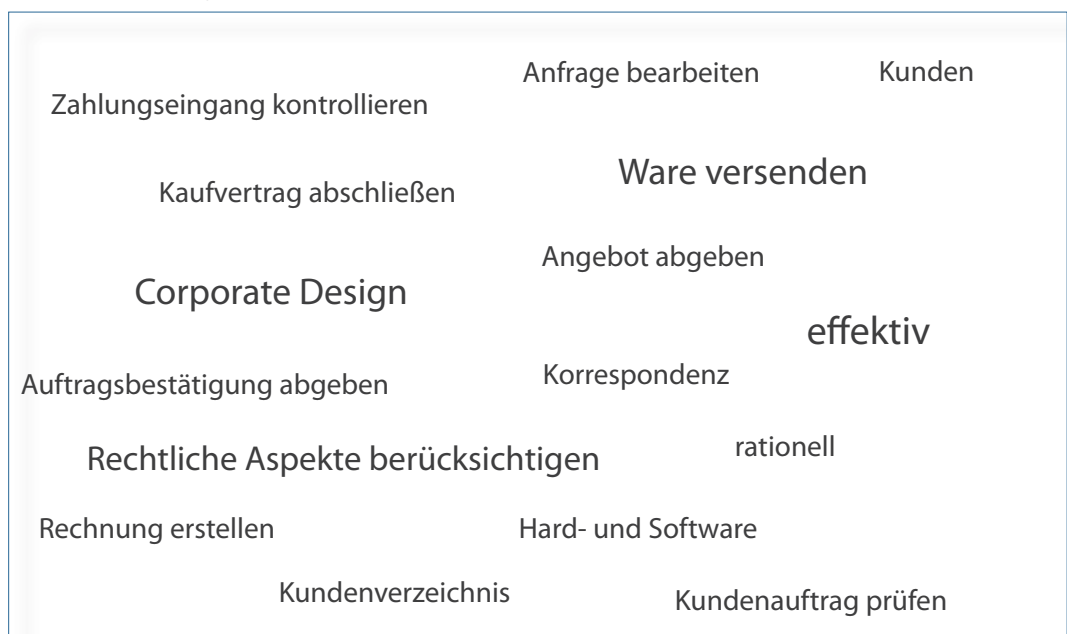 Anfrage bearbeiten
Kunden
Zahlungseingang kontrollieren
Ware versenden
Kaufvertrag abschließen
Angebot abgeben
Corporate Design
effektiv
Korrespondenz
Auftragsbestätigung abgeben
rationell
Rechtliche Aspekte berücksichtigen
Rechnung erstellen
Hard- und Software
Kundenverzeichnis
Kundenauftrag prüfen